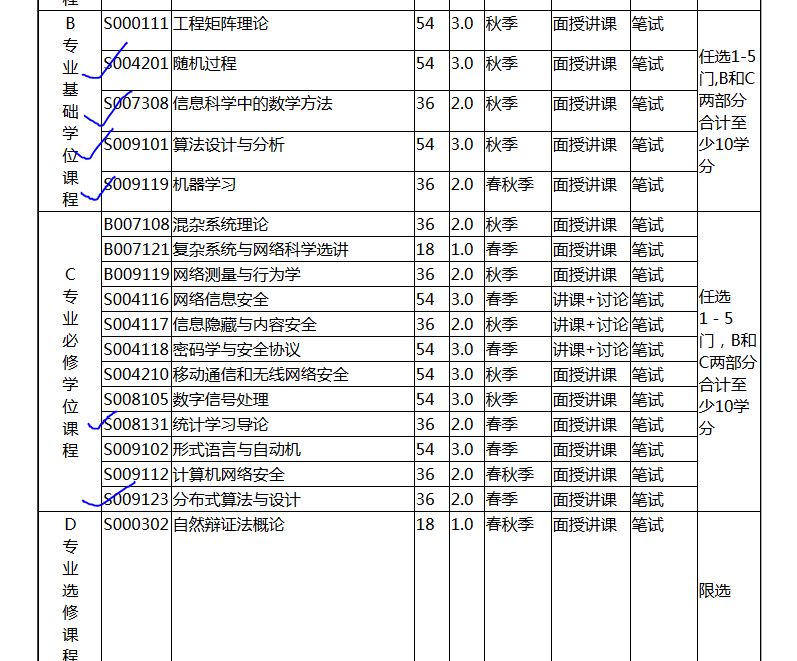 程
B专业基础学位课程
S000111 工程矩阵理论 54 3.0 秋季 面授讲课 笔试
S004201 随机过程 54 3.0 秋季 面授讲课 笔试
S007308 信息科学中的数学方法 36 2.0 秋季 面授讲课 笔试
S009101 算法设计与分析 54 3.0 秋季 面授讲课 笔试
S009119 机器学习 36 2.0 春秋季 面授讲课 笔试
任选1-5
门,B和C
两部分
合计至
少10学
分
C专业必修学位课程
B007108 混杂系统理论 36 2.0 秋季 面授讲课 笔试
B007121 复杂系统与网络科学选讲 18 1.0 春季 面授讲课 笔试
B009119 网络测量与行为学 36 2.0 秋季 面授讲课 笔试
S004116 网络信息安全 54 3.0 春季 讲课+讨论 笔试
S004117 信息隐藏与内容安全 36 2.0 秋季 讲课+讨论 笔试
S004118 密码学与安全协议 54 3.0 春季 讲课+讨论 笔试
S004210 移动通信和无线网络安全 54 3.0 秋季 面授讲课 笔试
S008105 数字信号处理 54 3.0 秋季 面授讲课 笔试
S008131 统计学习导论 36 2.0 春季 面授讲课 笔试
S009102 形式语言与自动机 54 3.0 春季 面授讲课 笔试
S009112 计算机网络安全 36 2.0 春秋季 面授讲课 笔试
S009123 分布式算法与设计 36 2.0 春季 面授讲课 笔试
任选
1－5
门，B和
C两部分
合计至
少10学
分
D专业选修课程
S000302 自然辩证法概论 18 1.0 春秋季 面授讲课 笔试
限选